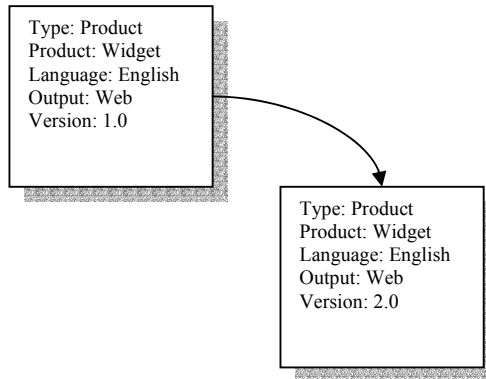 Type: Product
Product: Widget
Language: English
Output: Web
Version: 1.0
Type: Product
Product: Widget
Language: English
Output: Web
Version: 2.0